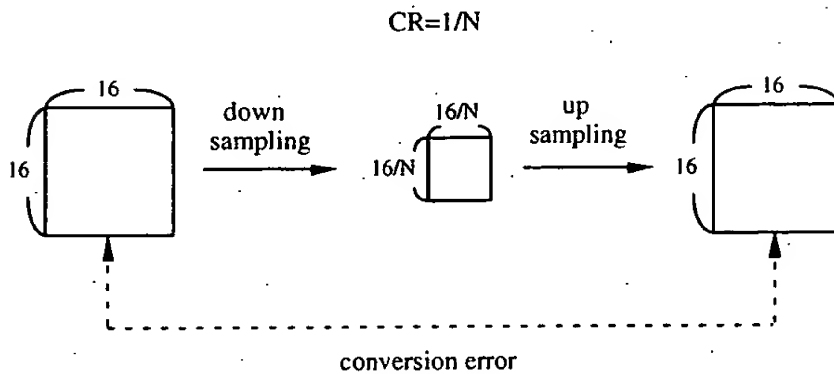 CR=1/N
16
16
down
sampling
16/N
16/N
up
sampling
16
16
conversion error